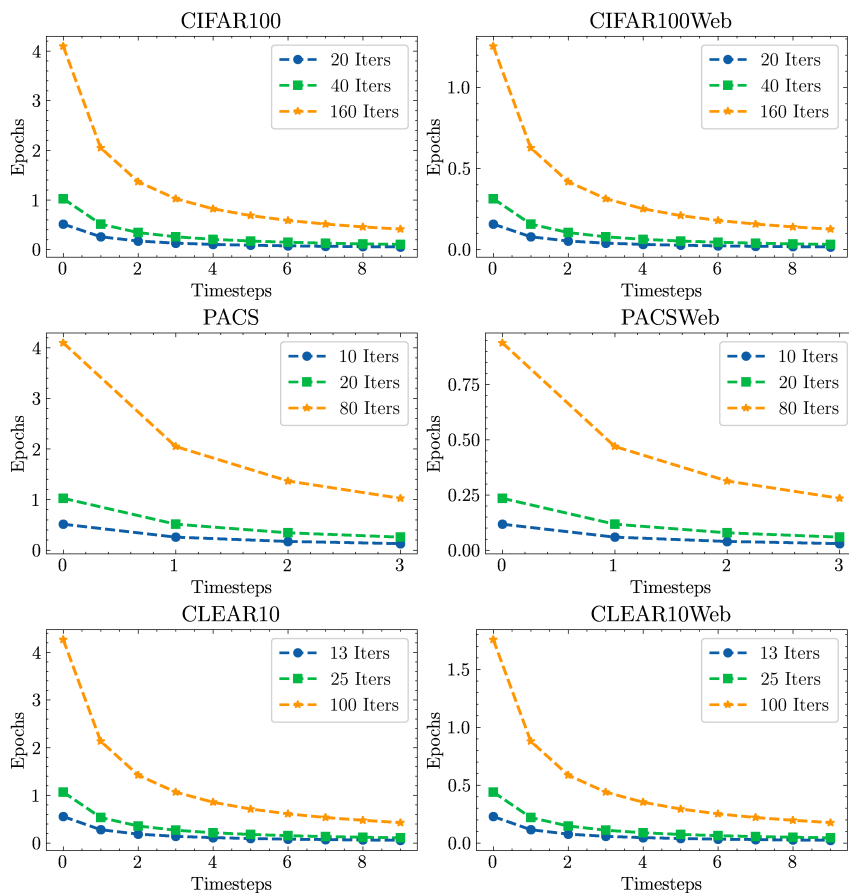 CIFAR100
4
3
2
1
0
Epochs
20 Iters
40 Iters
160 Iters
0 2 4 6 8
Timesteps
CIFAR100Web
1.0
0.5
0.0
Epochs
20 Iters
40 Iters
160 Iters
0 2 4 6 8
Timesteps
PACS
4
3
2
1
0
Epochs
10 Iters
20 Iters
80 Iters
0 1 2 3
Timesteps
PACSWeb
0.75
0.50
0.25
0.00
Epochs
10 Iters
20 Iters
80 Iters
0 1 2 3
Timesteps
CLEAR10
4
3
2
1
0
Epochs
13 Iters
25 Iters
100 Iters
0 2 4 6 8
Timesteps
CLEAR10Web
1.5
1.0
0.5
0.0
Epochs
13 Iters
25 Iters
100 Iters
0 2 4 6 8
Timesteps